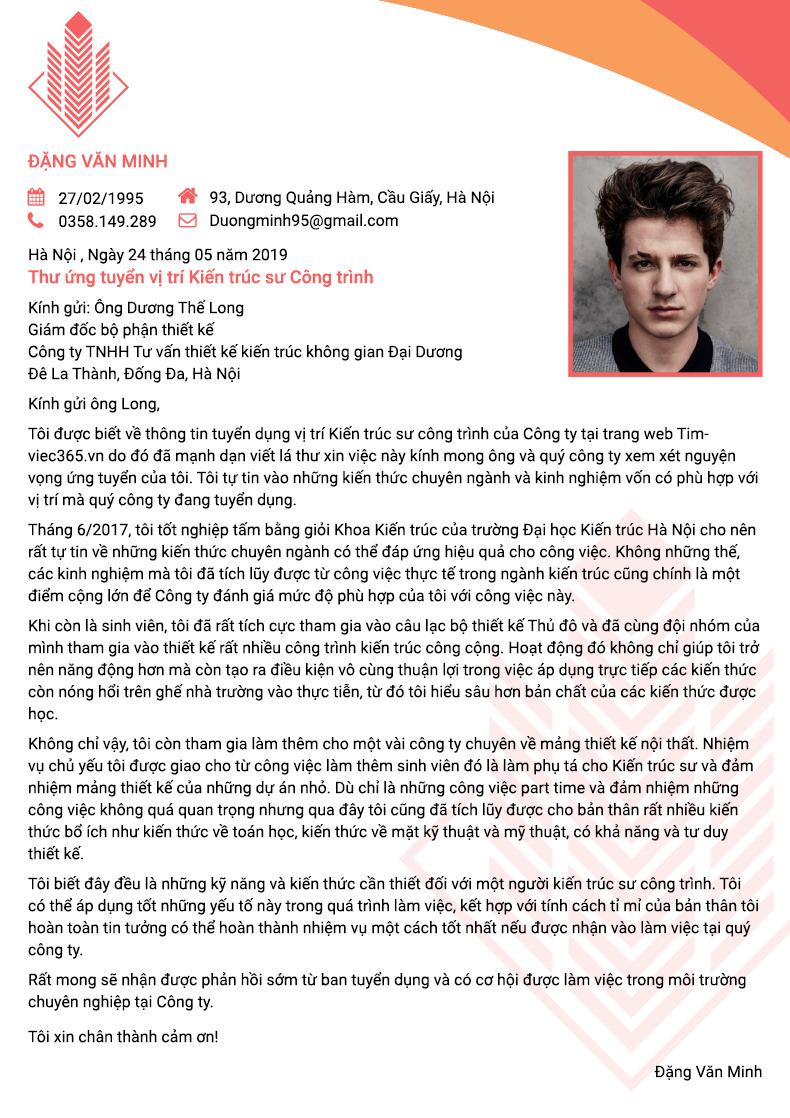 ĐẶNG VĂN MINH
27/02/1995
93, Dương Quảng Hàm, Cầu Giấy, Hà Nội
0358.149.289
Duongminh95@gmail.com
Hà Nội , Ngày 24 tháng 05 năm 2019
Thư ứng tuyển vị trí Kiến trúc sư Công trình
Kính gửi: Ông Dương Thế Long
Giám đốc bộ phận thiết kế
Công ty TNHH Tư vấn thiết kế kiến trúc không gian Đại Dương
Đê La Thành, Đống Đa, Hà Nội
Kính gửi ông Long,
Tôi được biết về thông tin tuyển dụng vị trí Kiến trúc sư công trình của Công ty tại trang web Tim-
viec365.vn do đó đã mạnh dạn viết lá thư xin việc này kính mong ông và quý công ty xem xét nguyện
vọng ứng tuyển của tôi. Tôi tự tin vào những kiến thức chuyên ngành và kinh nghiệm vốn có phù hợp với
vị trí mà quý công ty đang tuyển dụng.
Tháng 6/2017, tôi tốt nghiệp tấm bằng giỏi Khoa Kiến trúc của trường Đại học Kiến trúc Hà Nội cho nên
rất tự tin về những kiến thức chuyên ngành có thể đáp ứng hiệu quả cho công việc. Không những thế,
các kinh nghiệm mà tôi đã tích lũy được từ công việc thực tế trong ngành kiến trúc cũng chính là một
điểm cộng lớn để Công ty đánh giá mức độ phù hợp của tôi với công việc này.
Khi còn là sinh viên, tôi đã rất tích cực tham gia vào câu lạc bộ thiết kế Thủ đô và đã cùng đội nhóm của
mình tham gia vào thiết kế rất nhiều công trình kiến trúc công cộng. Hoạt động đó không chỉ giúp tôi trở
nên năng động hơn mà còn tạo ra điều kiện vô cùng thuận lợi trong việc áp dụng trực tiếp các kiến thức
còn nóng hổi trên ghế nhà trường vào thực tiễn, từ đó tôi hiểu sâu hơn bản chất của các kiến thức được
học.
Không chỉ vậy, tôi còn tham gia làm thêm cho một vài công ty chuyên về mảng thiết kế nội thất. Nhiệm
vụ chủ yếu tôi được giao cho từ công việc làm thêm sinh viên đó là làm phụ tá cho Kiến trúc sư và đảm
nhiệm mảng thiết kế của những dự án nhỏ. Dù chỉ là những công việc part time và đảm nhiệm những
công việc không quá quan trọng nhưng qua đây tôi cũng đã tích lũy được cho bản thân rất nhiều kiến
thức bổ ích như kiến thức về toán học, kiến thức về mặt kỹ thuật và mỹ thuật, có khả năng và tư duy
thiết kế.
Tôi biết đây đều là những kỹ năng và kiến thức cần thiết đối với một người kiến trúc sư công trình. Tôi
có thể áp dụng tốt những yếu tố này trong quá trình làm việc, kết hợp với tính cách tỉ mỉ của bản thân tôi
hoàn toàn tin tưởng có thể hoàn thành nhiệm vụ một cách tốt nhất nếu được nhận vào làm việc tại quý
công ty.
Rất mong sẽ nhận được phản hồi sớm từ ban tuyển dụng và có cơ hội được làm việc trong môi trường
chuyên nghiệp tại Công ty.
Tôi xin chân thành cảm ơn!
Đặng Văn Minh